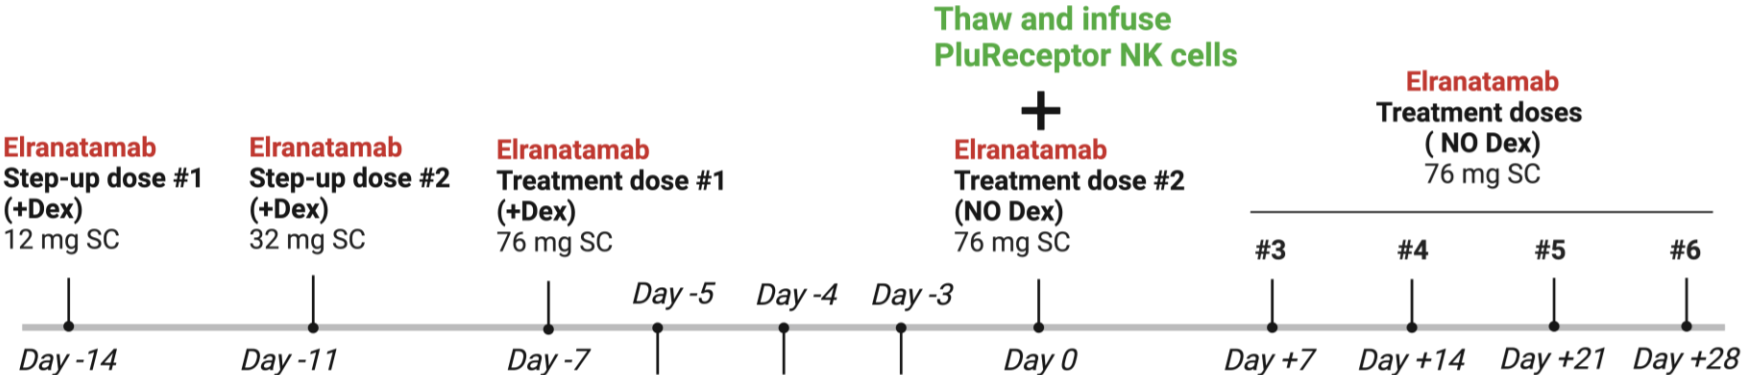 Thaw and infuse
PluReceptor NK cells
+
Elranatamab
Step-up dose #1
(+Dex)
12 mg SC
Elranatamab
Step-up dose #2
(+Dex)
32 mg SC
Elranatamab
Treatment dose #1
(+Dex)
76 mg SC
Elranatamab
Treatment dose #2
(NO Dex)
76 mg SC
Elranatamab
Treatment doses
( NO Dex)
76 mg SC
#3 #4 #5 #6
Day -5 Day -4 Day -3
Day -14 Day -11 Day -7 Day 0 Day +7 Day +14 Day +21 Day +28